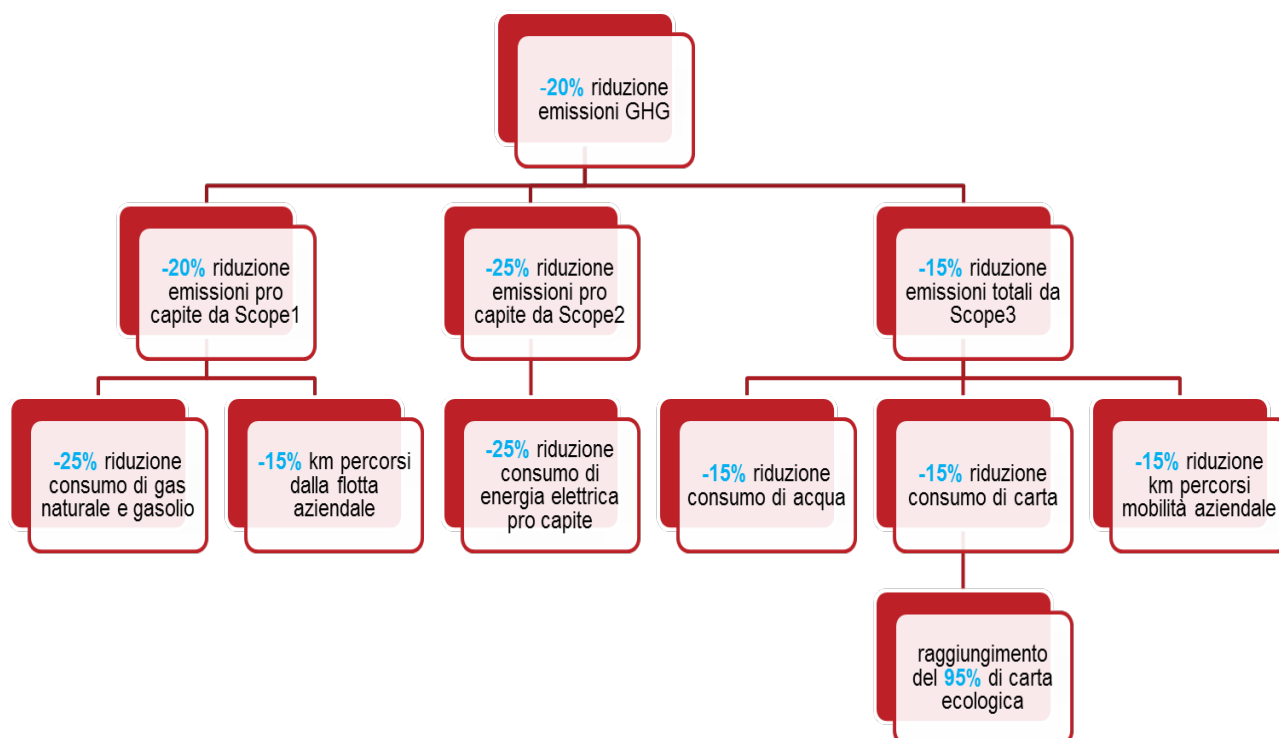 -20% riduzione
emissioni GHG
-20% riduzione
emissioni pro
capite da Scope1
-25% riduzione
emissioni pro
capite da Scope2
-15% riduzione
emissioni totali da
Scope3
-25% riduzione
consumo di gas
naturale e gasolio
-15% km percorsi
dalla flotta
aziendale
-25% riduzione
consumo di
energia elettrica
pro capite
-15% riduzione
consumo di acqua
-15% riduzione
consumo di carta
-15% riduzione
km percorsi
mobilità aziendale
raggiungimento
del 95% di carta
ecologica